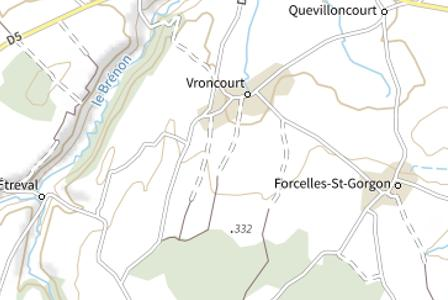 Quevilloncourt
D5
le Brénon
Vroncourt
Étreval
Forcelles-St-Gorgon
.332